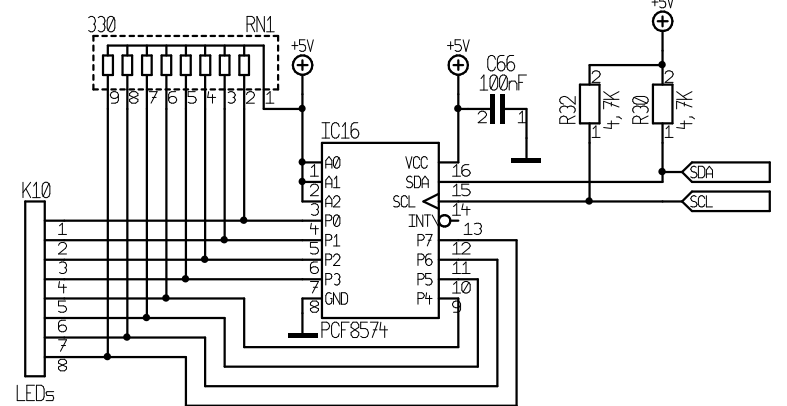 +5V
330 RN1
+5V +5V
C66
100nF
2 1
2 2
R32 4,7K R30 4,7K
1 1
9 8 7 6 5 4 3 2 1
IC16
1 A0 VCC 16
2 A1 SDA 15
3 A2 SCL 14
4 P0 INT 13
5 P1 P7 12
6 P2 P6 11
7 P3 P5 10
8 GND P4 9
PCF8574
SDA
SCL
K10
1
2
3
4
5
6
7
8
LEDs